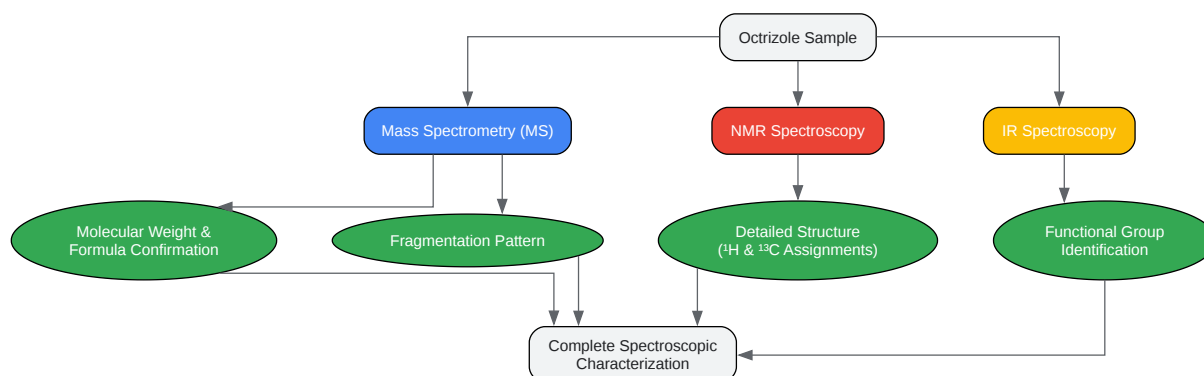 Octrizole Sample
Mass Spectrometry (MS)
NMR Spectroscopy
IR Spectroscopy
Molecular Weight &
Formula Confirmation
Fragmentation Pattern
Detailed Structure
(¹H & ¹³C Assignments)
Functional Group
Identification
Complete Spectroscopic
Characterization